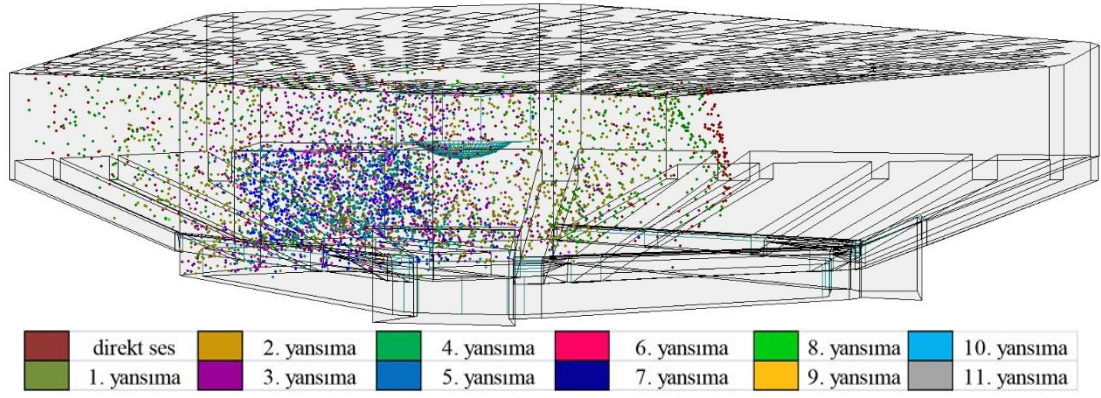 direkt ses 2. yansıma 4. yansıma 6. yansıma 8. yansıma 10. yansıma
1. yansıma 3. yansıma 5. yansıma 7. yansıma 9. yansıma 11. yansıma